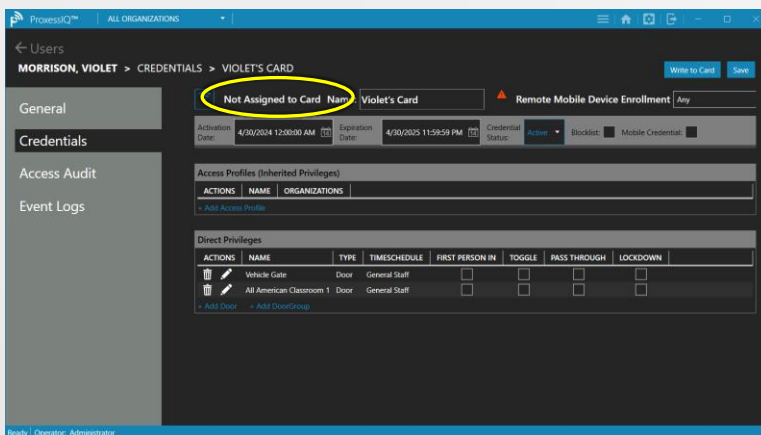 ProxessIQ™ ALL ORGANIZATIONS
Users
MORRISON, VIOLET > CREDENTIALS > VIOLET'S CARD
Write to Card Save
General
Credentials
Access Audit
Event Logs
Not Assigned to Card Name: Violet's Card Remote Mobile Device Enrollment Any
Activation Date: 4/30/2024 12:00:00 AM Expiration Date: 4/30/2025 11:59:59 PM Credential Status: Active Blocklist: Mobile Credential:
Access Profiles (Inherited Privileges)
ACTIONS NAME ORGANIZATIONS
+ Add Access Profile
Direct Privileges
ACTIONS NAME TYPE TIMESCHEDULE FIRST PERSON IN TOGGLE PASS THROUGH LOCKDOWN
Vehicle Gate Door General Staff
All American Classroom 1 Door General Staff
+ Add Door + Add DoorGroup
Ready Operator: Administrator